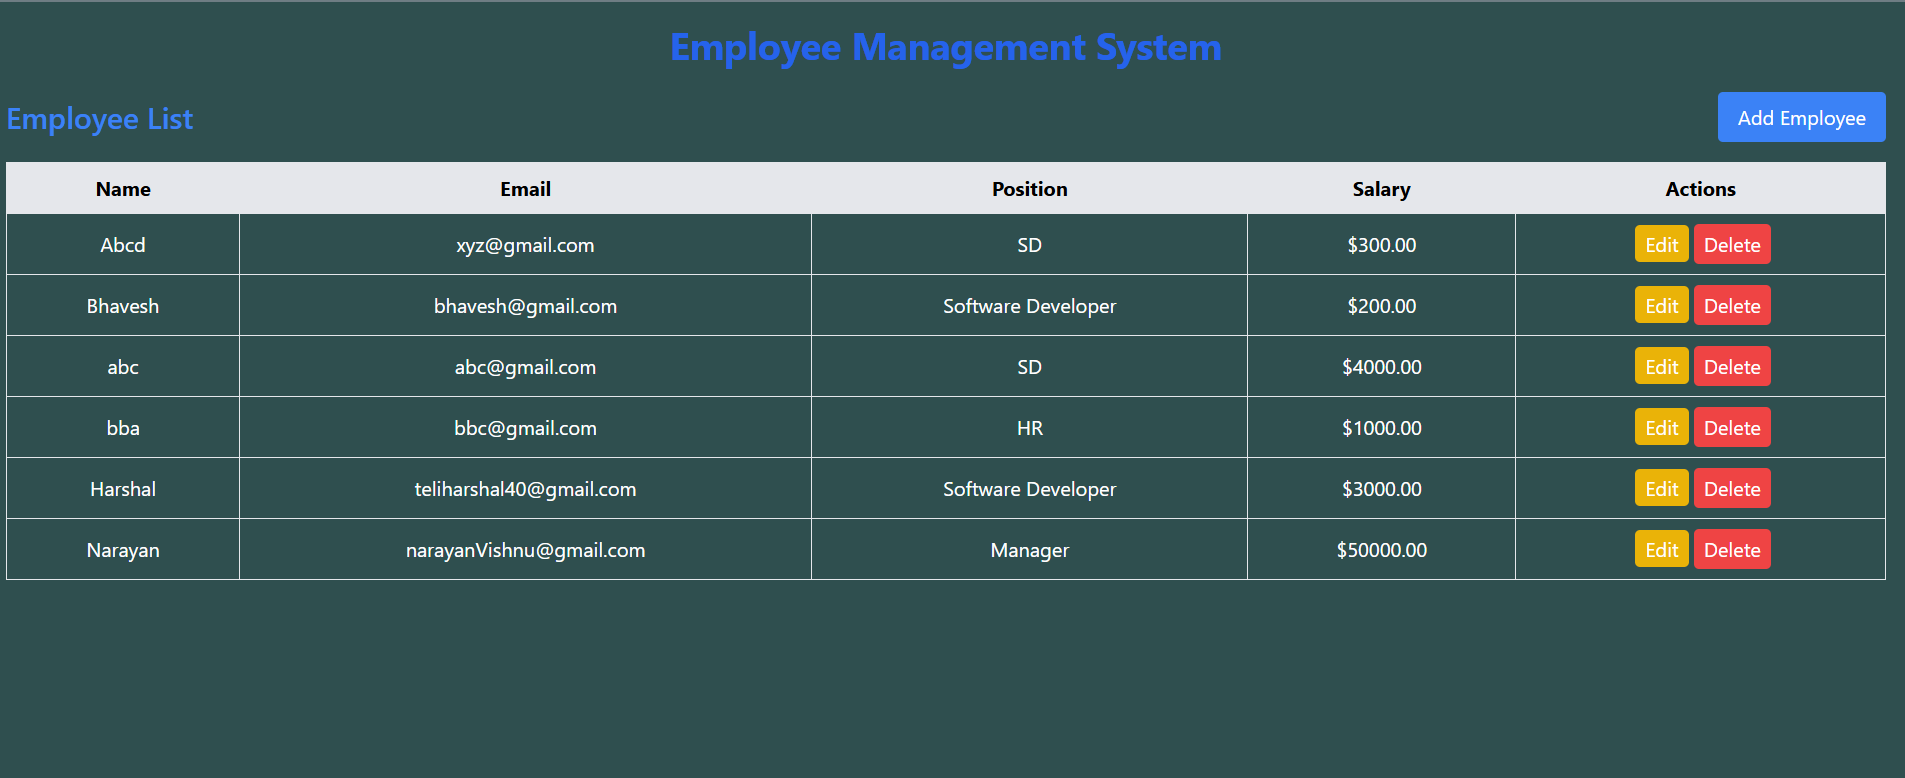 Employee Management System
Employee List Add Employee
Name Email Position Salary Actions
Abcd xyz@gmail.com SD $300.00 Edit Delete
Bhavesh bhavesh@gmail.com Software Developer $200.00 Edit Delete
abc abc@gmail.com SD $4000.00 Edit Delete
bba bbc@gmail.com HR $1000.00 Edit Delete
Harshal teliharshal40@gmail.com Software Developer $3000.00 Edit Delete
Narayan narayanVishnu@gmail.com Manager $50000.00 Edit Delete